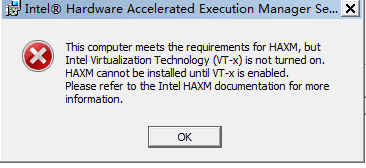 Intel® Hardware Accelerated Execution Manager Se...
This computer meets the requirements for HAXM, but
Intel Virtualization Technology (VT-x) is not turned on.
HAXM cannot be installed until VT-x is enabled.
Please refer to the Intel HAXM documentation for more
information.
OK